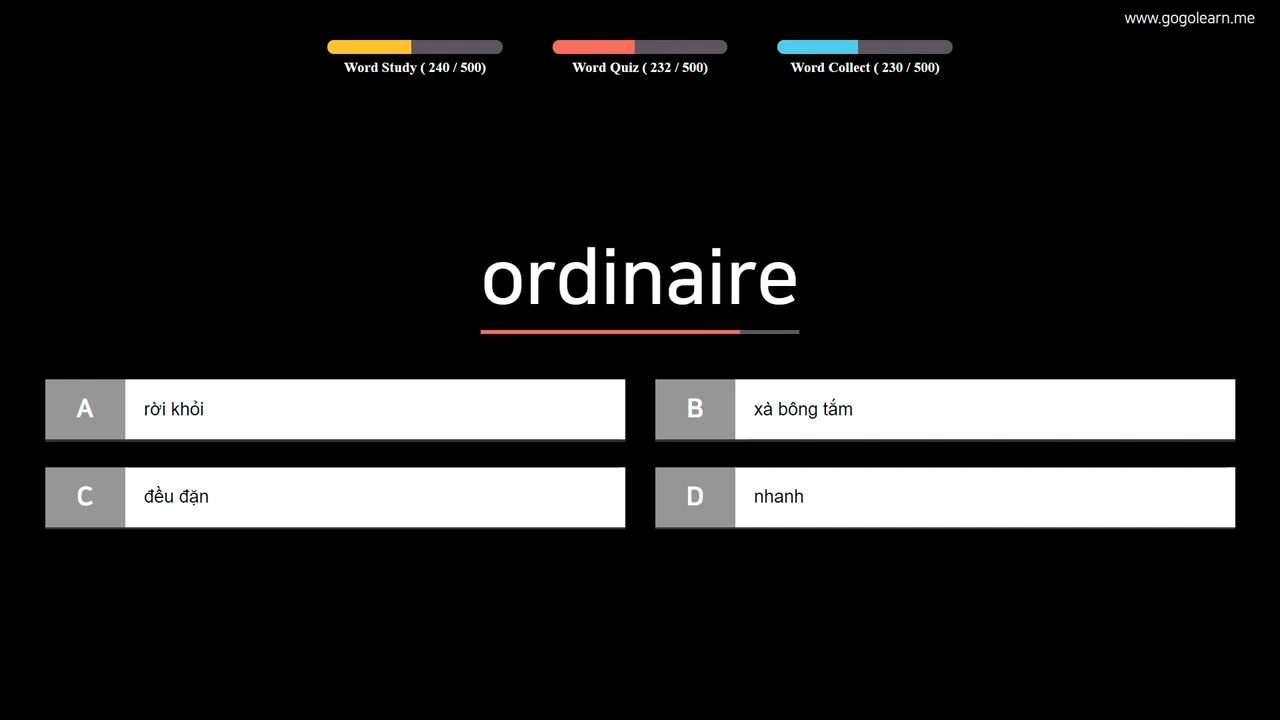 www.gogolearn.me
Word Study ( 240 / 500)
Word Quiz ( 232 / 500)
Word Collect ( 230 / 500)
ordinaire
A rời khỏi
B xà bông tắm
C đều đặn
D nhanh